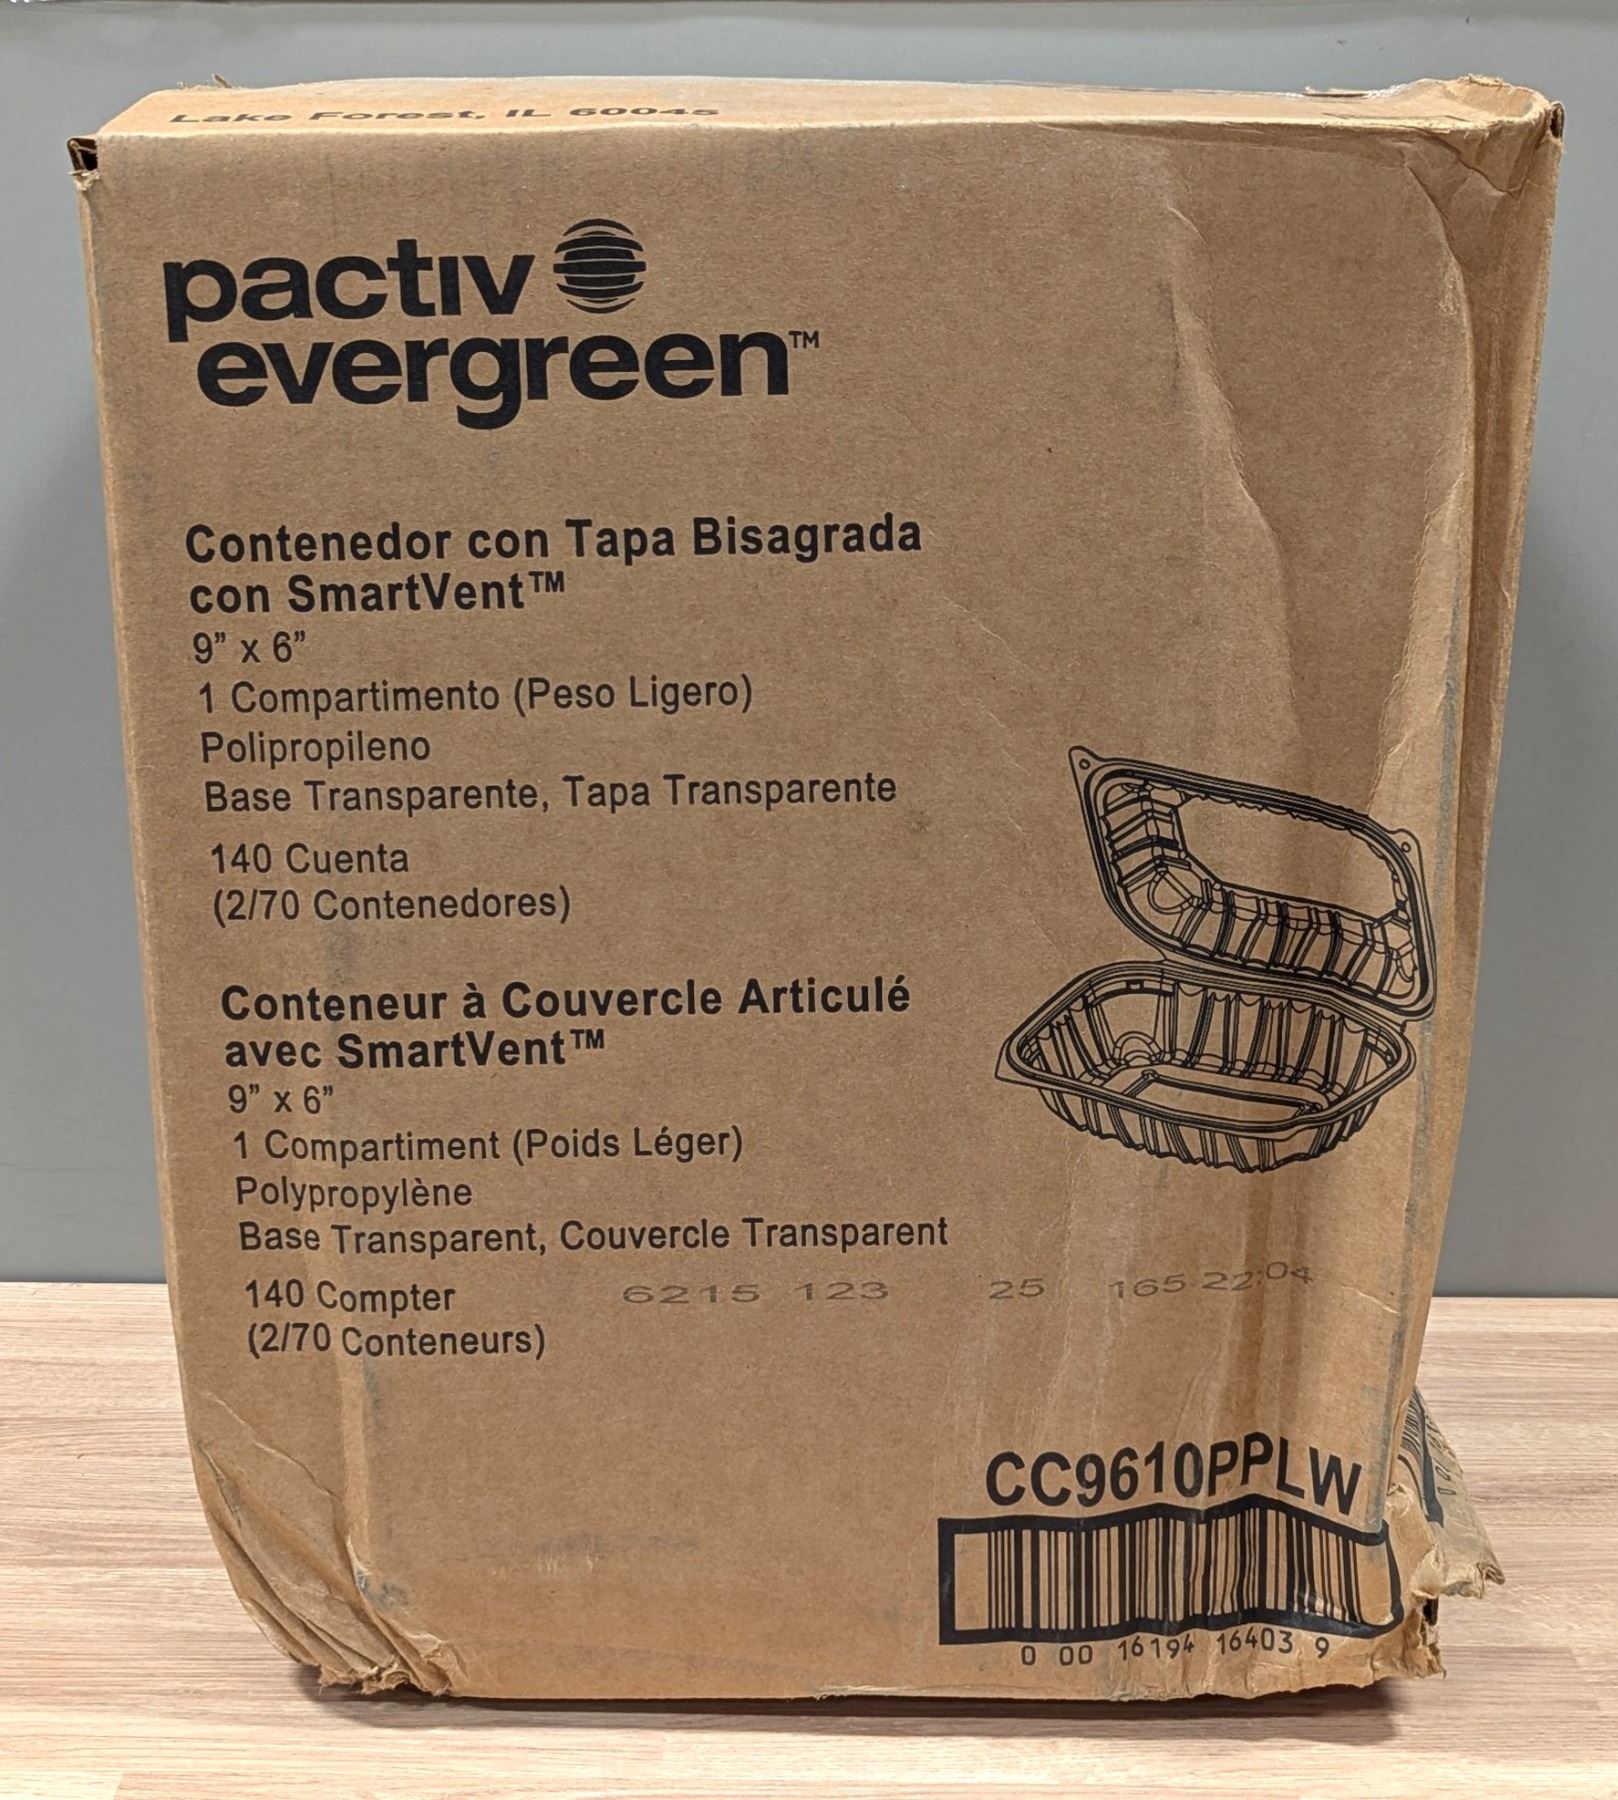 Lake Forest, IL 60045
pactiv
evergreen™
Contenedor con Tapa Bisagrada
con SmartVent™
9” x 6”
1 Compartimento (Peso Ligero)
Polipropileno
Base Transparente, Tapa Transparente
140 Cuenta
(2/70 Contenedores)
Conteneur à Couvercle Articulé
avec SmartVent™
9” x 6”
1 Compartiment (Poids Léger)
Polypropylène
Base Transparent, Couvercle Transparent
140 Compter
(2/70 Conteneurs)
6215 123 25 165 22:04
CC9610PPLW
0 00 16194 16403 9